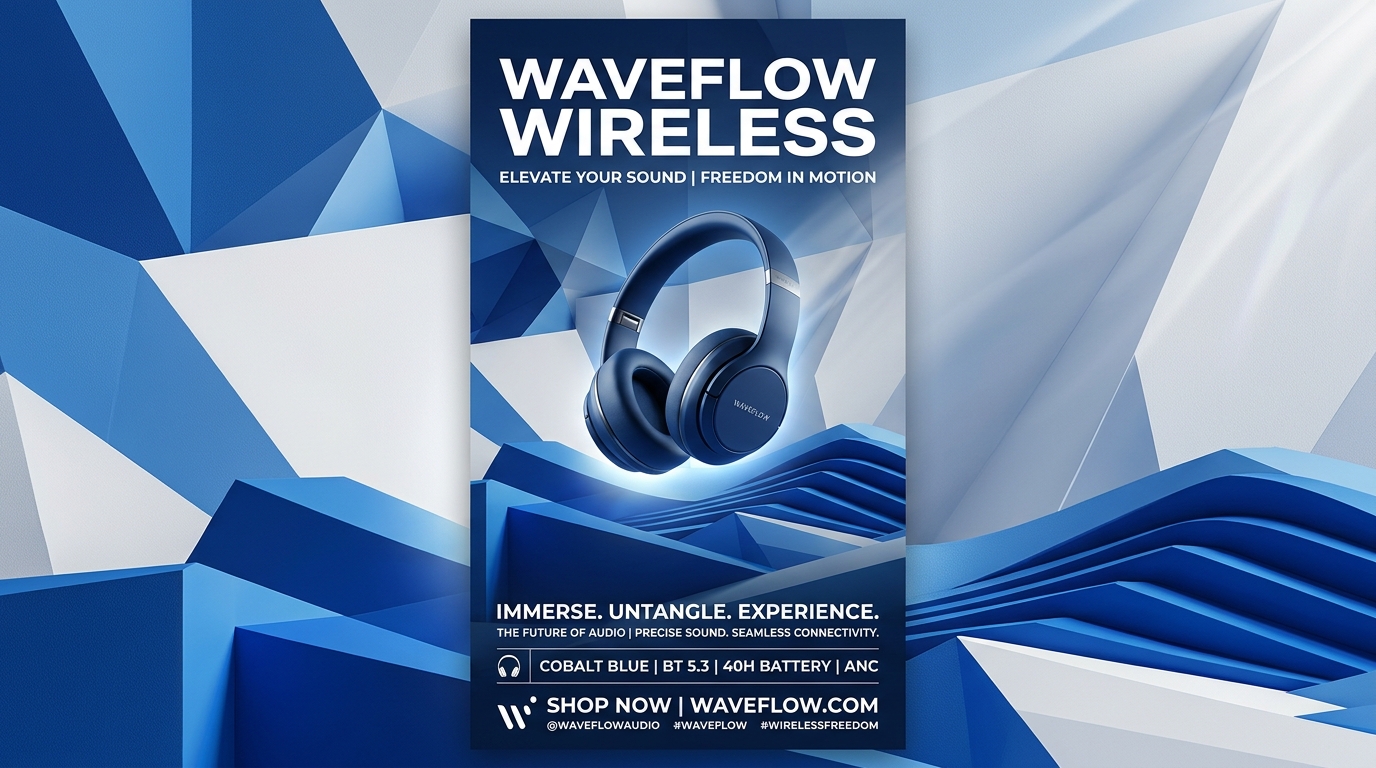 WAVEFLOW
WIRELESS
ELEVATE YOUR SOUND | FREEDOM IN MOTION
WAVEFLOW
IMMERSE. UNTANGLE. EXPERIENCE.
THE FUTURE OF AUDIO | PRECISE SOUND. SEAMLESS CONNECTIVITY.
COBALT BLUE | BT 5.3 | 40H BATTERY | ANC
SHOP NOW | WAVEFLOW.COM
@WAVEFLOWAUDIO #WAVEPLOW #WIRELESSFREEDOM